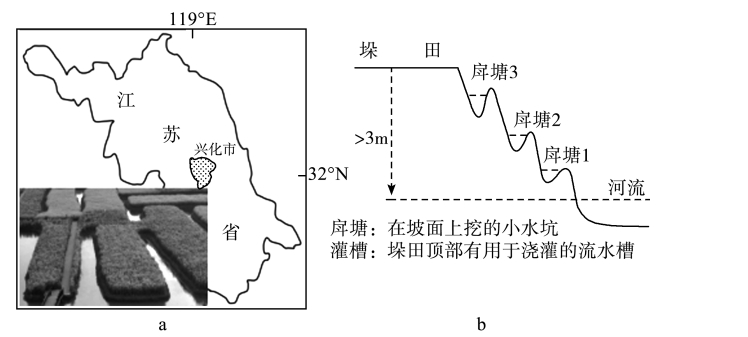 119°E
江
苏
兴化市
32°N
省
a
垛 田
戽塘3
戽塘2
戽塘1
>3m
河流
戽塘：在坡面上挖的小水坑
灌槽：垛田顶部有用于浇灌的流水槽
b